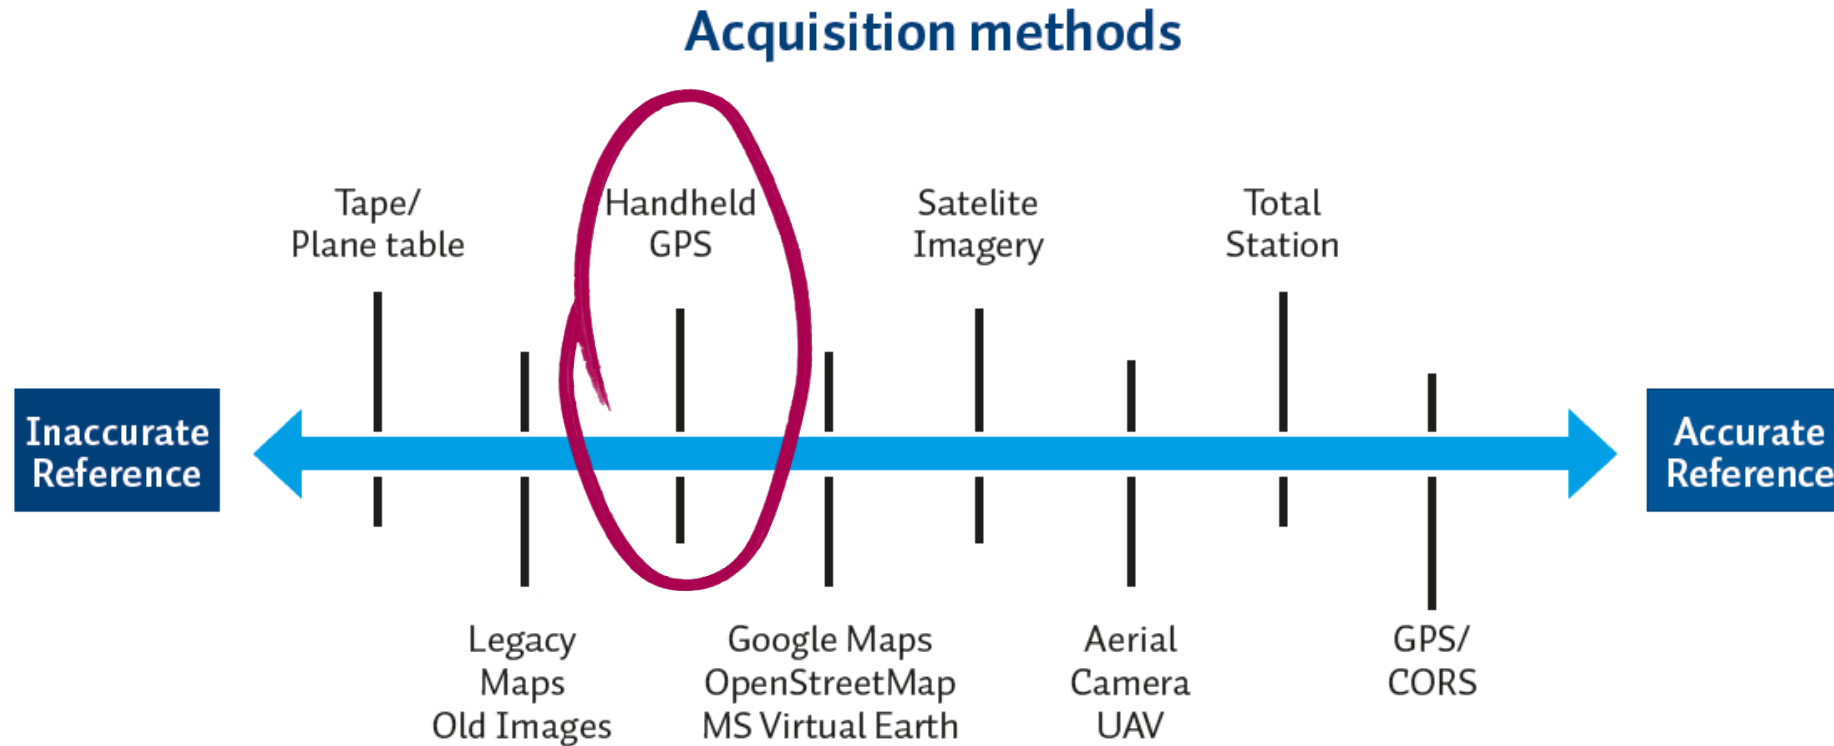 Acquisition methods
Tape/
Plane table
Handheld
GPS
Satelite
Imagery
Total
Station
Inaccurate
Reference
Accurate
Reference
Legacy
Maps
Old Images
Google Maps
OpenStreetMap
MS Virtual Earth
Aerial
Camera
UAV
GPS/
CORS